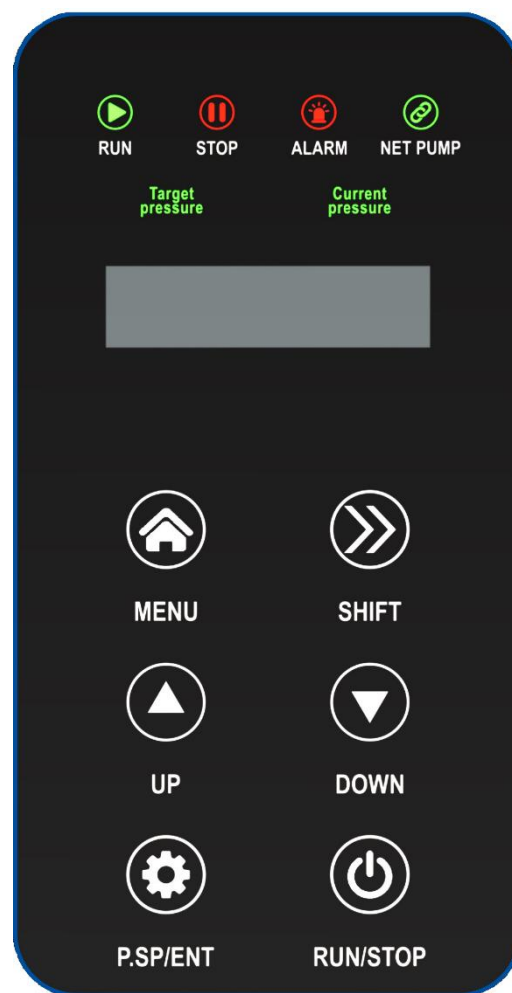 RUN STOP ALARM NET PUMP
Target pressure
Current pressure
MENU SHIFT
UP DOWN
P.SP/ENT RUN/STOP